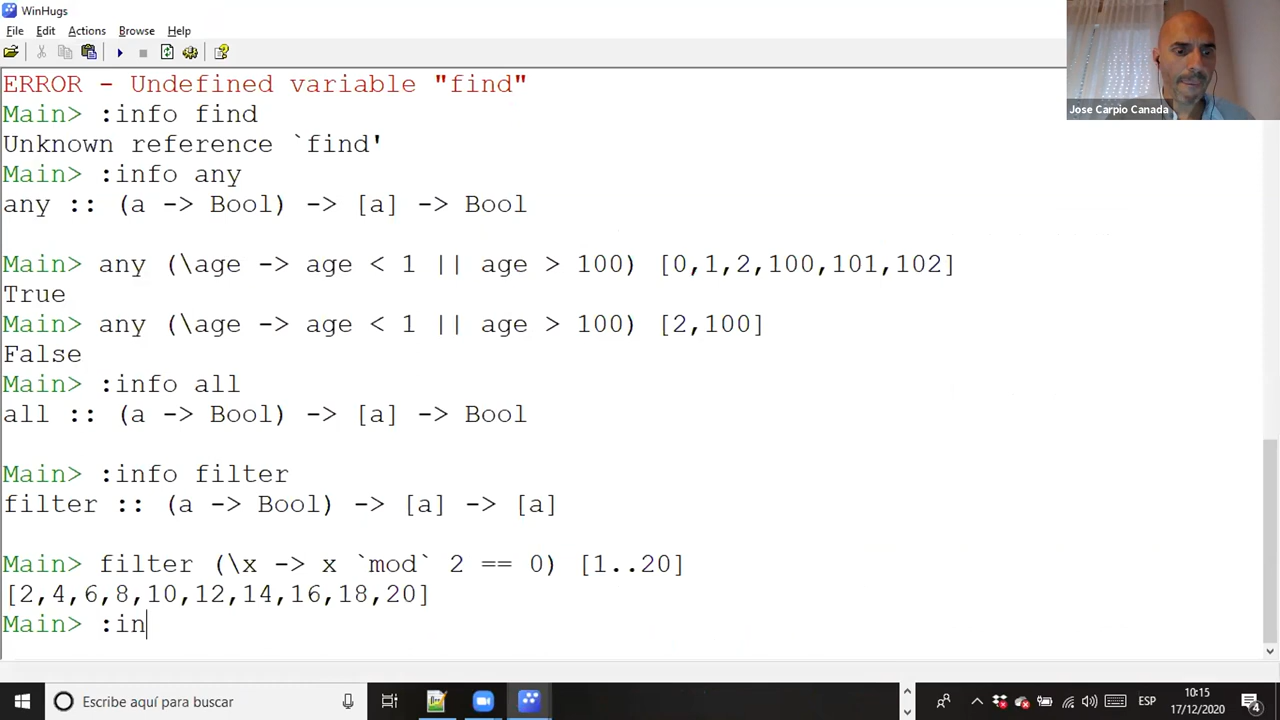 WinHugs
File Edit Actions Browse Help
ERROR - Undefined variable "find"
Main> :info find
Unknown reference `find'
Main> :info any
any :: (a -> Bool) -> [a] -> Bool
Main> any (\age -> age < 1 || age > 100) [0,1,2,100,101,102]
True
Main> any (\age -> age < 1 || age > 100) [2,100]
False
Main> :info all
all :: (a -> Bool) -> [a] -> Bool
Main> :info filter
filter :: (a -> Bool) -> [a] -> [a]
Main> filter (\x -> x `mod` 2 == 0) [1..20]
[2,4,6,8,10,12,14,16,18,20]
Main> :in
Jose Carpio Canada
Escribe aquí para buscar
ESP
10:15
17/12/2020
4